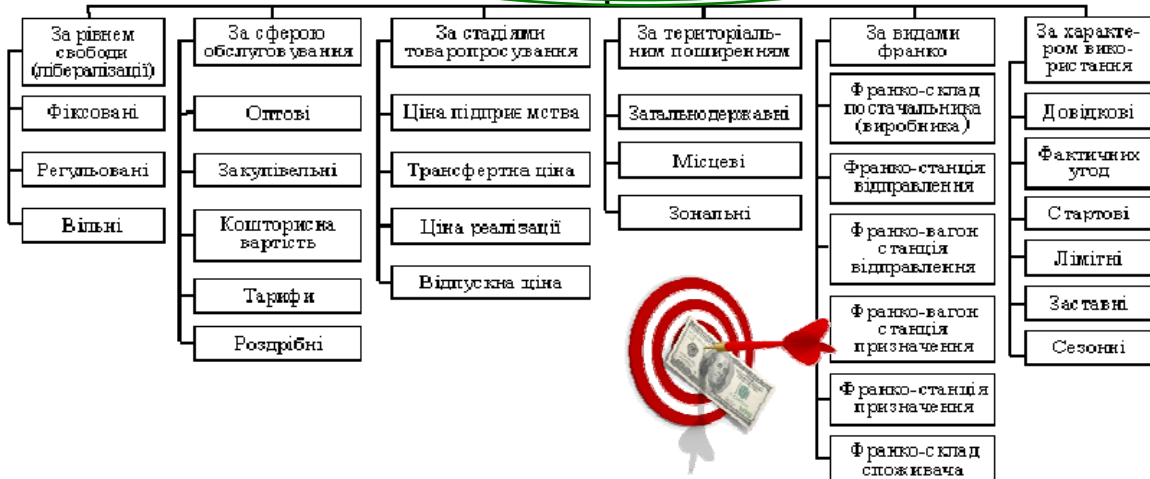 За рівнем
свободи
(лібералізації)
Фіксовані
Регульовані
Вільні
За сферою
обслуговування
Оптові
Закупівельні
Кошторисна
вартість
Тарифи
Роздрібні
За стадіями
товаропросування
Ціна підприє мства
Трансфертна ціна
Ціна реалізації
Відпускна ціна
За територіаль-
ним поширенням
Загальнодержавні
Місцеві
Зональні
За видами
франко
Франко-склад
постачальника
(виробника)
Франко-станція
відправлення
Франко-вагон
станція
відправлення
Франко-вагон
станція
призначення
Франко-станція
призначення
Франко-склад
споживача
За характе-
ром вико-
ристання
Довідкові
Фактичних
угод
Стартові
Лімітні
Заставні
Сезонні